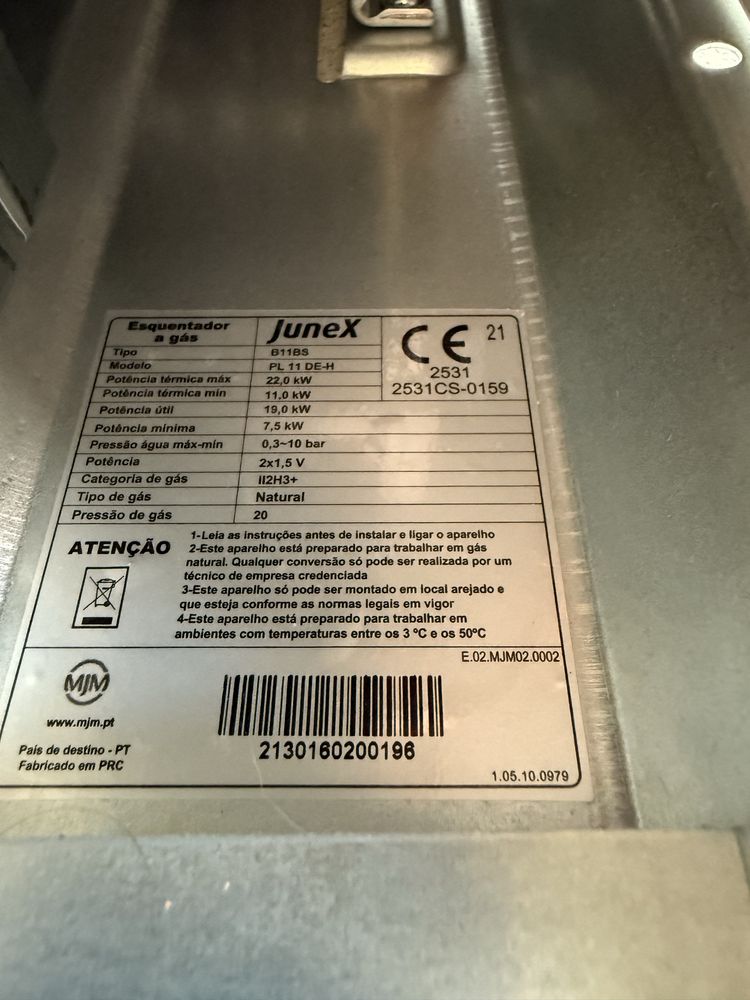 Esquentador a gás
JuneX
CE 21
2531
2531CS-0159
Tipo B11BS
Modelo PL 11 DE-H
Potência térmica máx 22,0 kW
Potência térmica min 11,0 kW
Potência útil 19,0 kW
Potência mínima 7,5 kW
Pressão água máx-min 0,3~10 bar
Potência 2x1,5 V
Categoria de gás II2H3+
Tipo de gás Natural
Pressão de gás 20
ATENÇÃO
1-Leia as instruções antes de instalar e ligar o aparelho
2-Este aparelho está preparado para trabalhar em gás
natural. Qualquer conversão só pode ser realizada por um
técnico de empresa credenciada
3-Este aparelho só pode ser montado em local arejado e
que esteja conforme as normas legais em vigor
4-Este aparelho está preparado para trabalhar em
ambientes com temperaturas entre os 3 ºC e os 50ºC
E.02.MJM02.0002
MJM
www.mjm.pt
País de destino - PT
Fabricado em PRC
2130160200196
1.05.10.0979